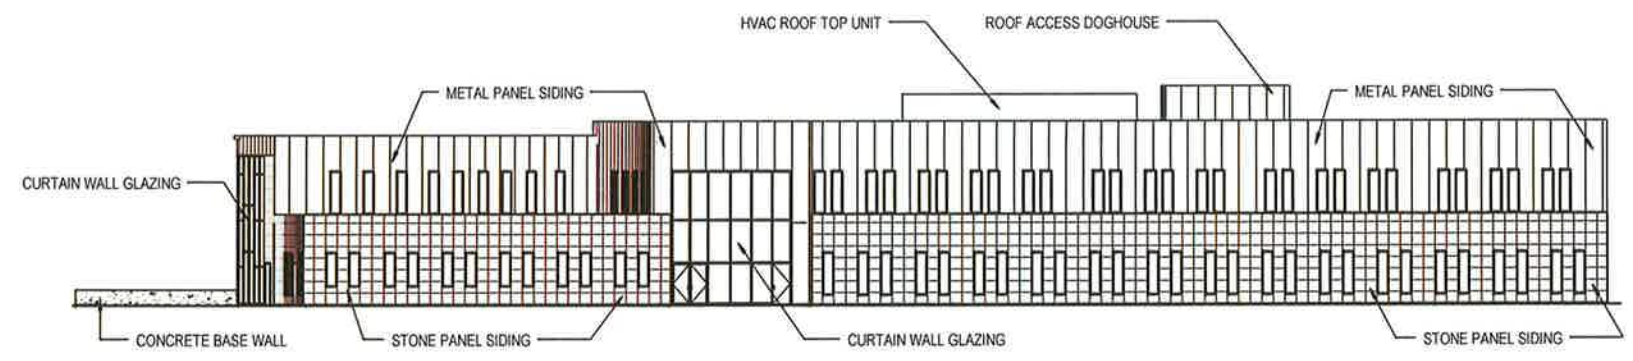 HVAC ROOF TOP UNIT
ROOF ACCESS DOGHOUSE
METAL PANEL SIDING
METAL PANEL SIDING
CURTAIN WALL GLAZING
CONCRETE BASE WALL
STONE PANEL SIDING
CURTAIN WALL GLAZING
STONE PANEL SIDING